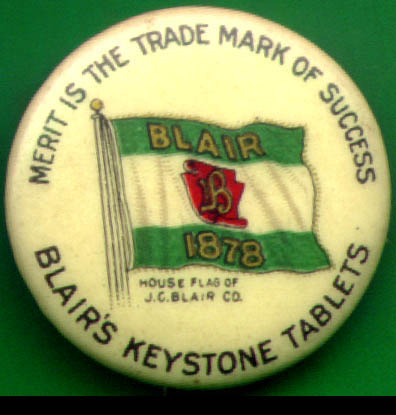 MERIT IS THE TRADE MARK OF SUCCESS
BLAIR
B
1878
HOUSE FLAG OF
J.C. BLAIR CO.
BLAIR'S KEYSTONE TABLETS